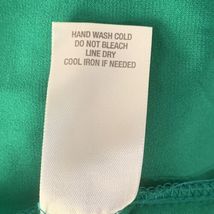 HAND WASH COLD
DO NOT BLEACH
LINE DRY
COOL IRON IF NEEDED